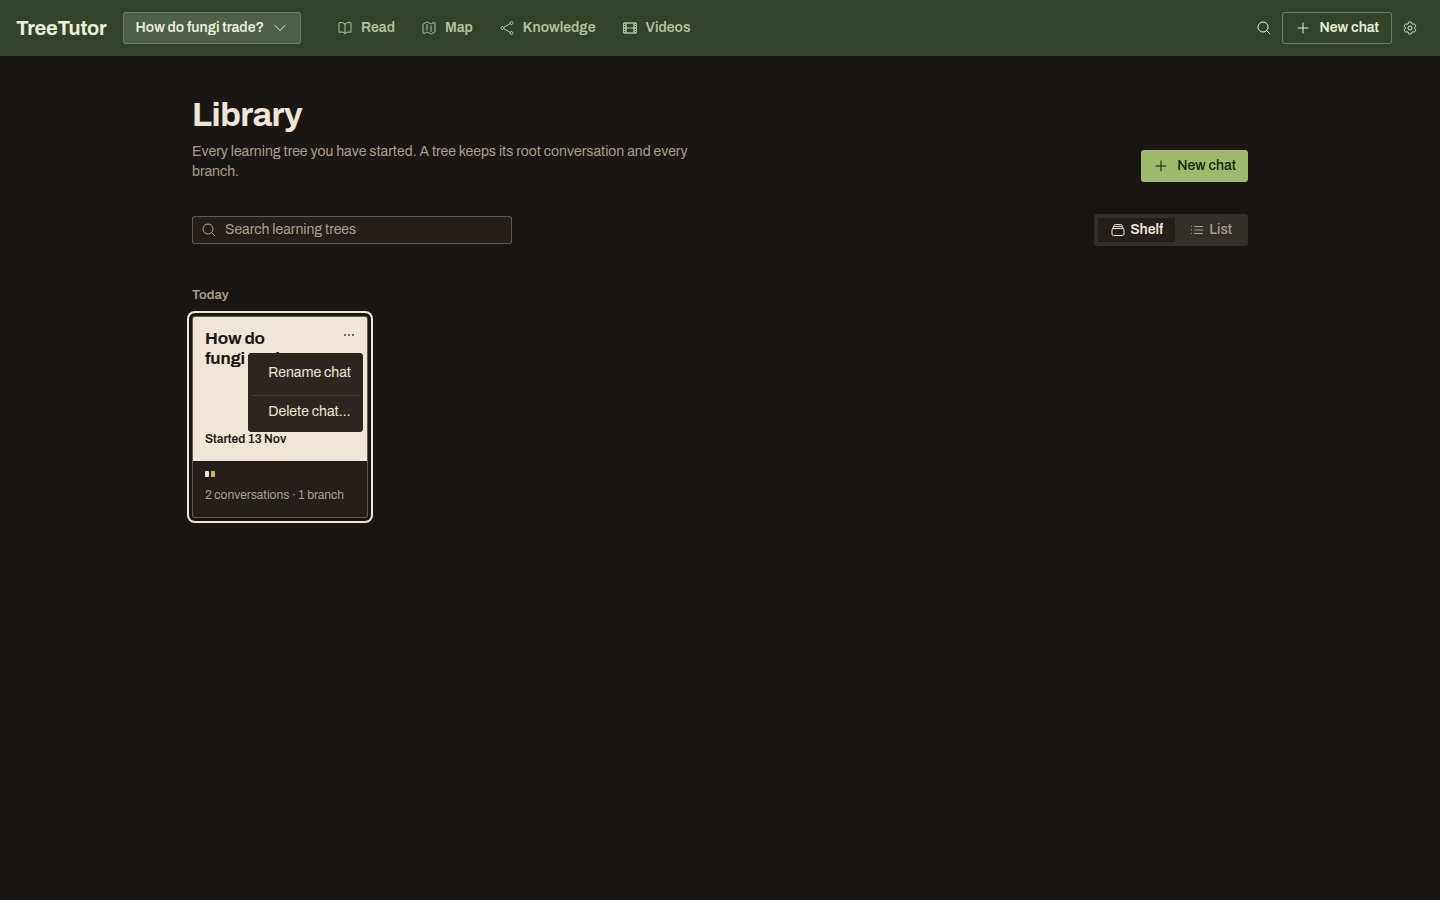 TreeTutor
How do fungi trade?
Read
Map
Knowledge
Videos
New chat
Library
Every learning tree you have started. A tree keeps its root conversation and every
branch.
New chat
Search learning trees
Shelf
List
Today
How do
fungi
Rename chat
Delete chat...
Started 13 Nov
2 conversations · 1 branch